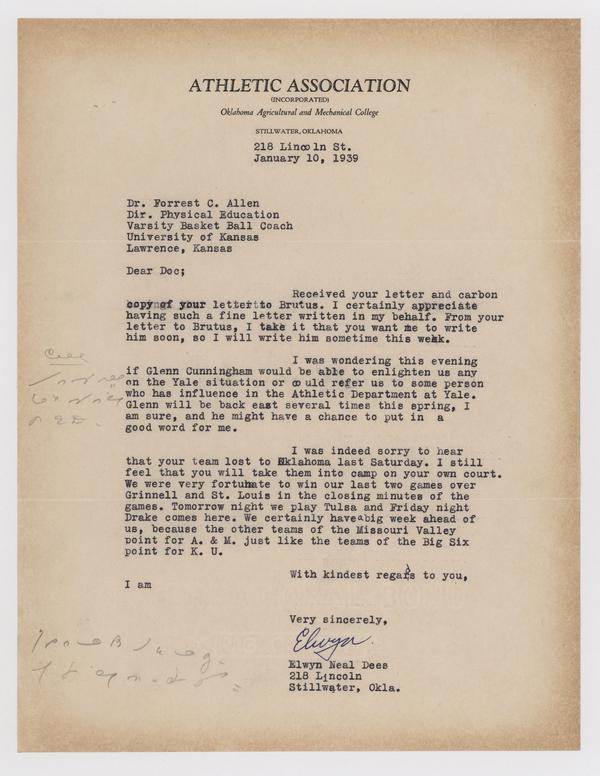 ATHLETIC ASSOCIATION
(INCORPORATED)
Oklahoma Agricultural and Mechanical College
STILLWATER, OKLAHOMA
218 Lincoln St.
January 10, 1939
Dr. Forrest C. Allen
Dir. Physical Education
Varsity Basket Ball Coach
University of Kansas
Lawrence, Kansas
Dear Doc;
Received your letter and carbon
copy of your letter to Brutus. I certainly appreciate
having such a fine letter written in my behalf. From your
letter to Brutus, I take it that you want me to write
him soon, so I will write him sometime this week.
I was wondering this evening
if Glenn Cunningham would be able to enlighten us any
on the Yale situation or could refer us to some person
who has influence in the Athletic Department at Yale.
Glenn will be back east several times this spring, I
am sure, and he might have a chance to put in a
good word for me.
I was indeed sorry to hear
that your team lost to Oklahoma last Saturday. I still
feel that you will take them into camp on your own court.
We were very fortunate to win our last two games over
Grinnell and St. Louis in the closing minutes of the
games. Tomorrow night we play Tulsa and Friday night
Drake comes here. We certainly have a big week ahead of
us, because the other teams of the Missouri Valley
point for A. & M. just like the teams of the Big Six
point for K. U.
With kindest regards to you,
I am
Very sincerely,
Elwyn
Elwyn Neal Dees
218 Lincoln
Stillwater, Okla.